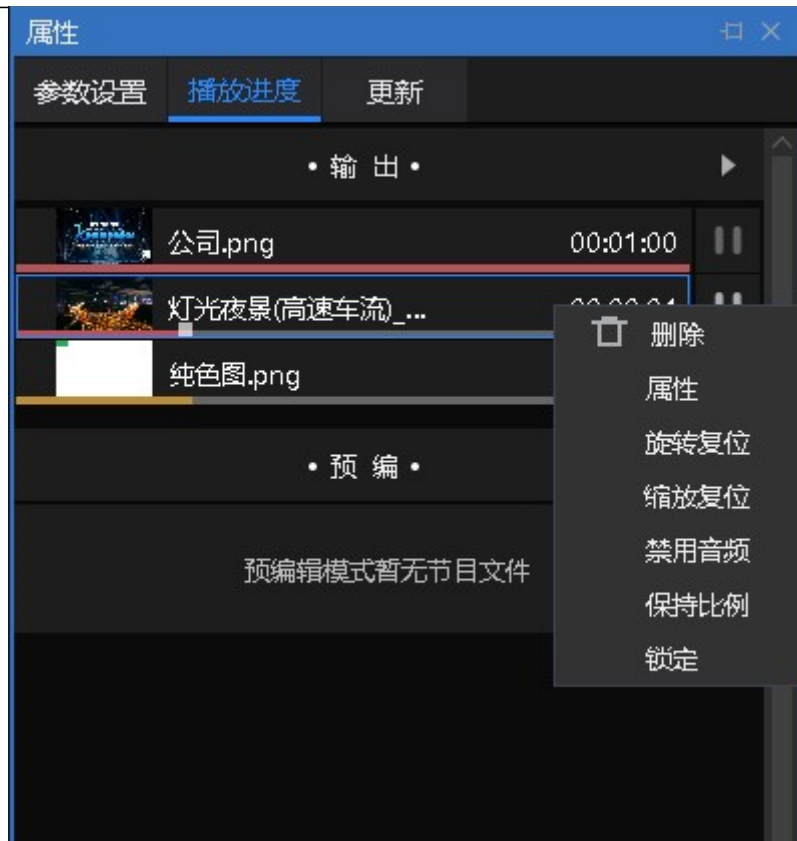 属性
参数设置 播放进度 更新
• 输 出 •
公司.png 00:01:00
灯光夜景(高速车流)_...
删除
纯色图.png
属性
旋转复位
• 预 编 •
缩放复位
禁用音频
预编辑模式暂无节目文件
保持比例
锁定